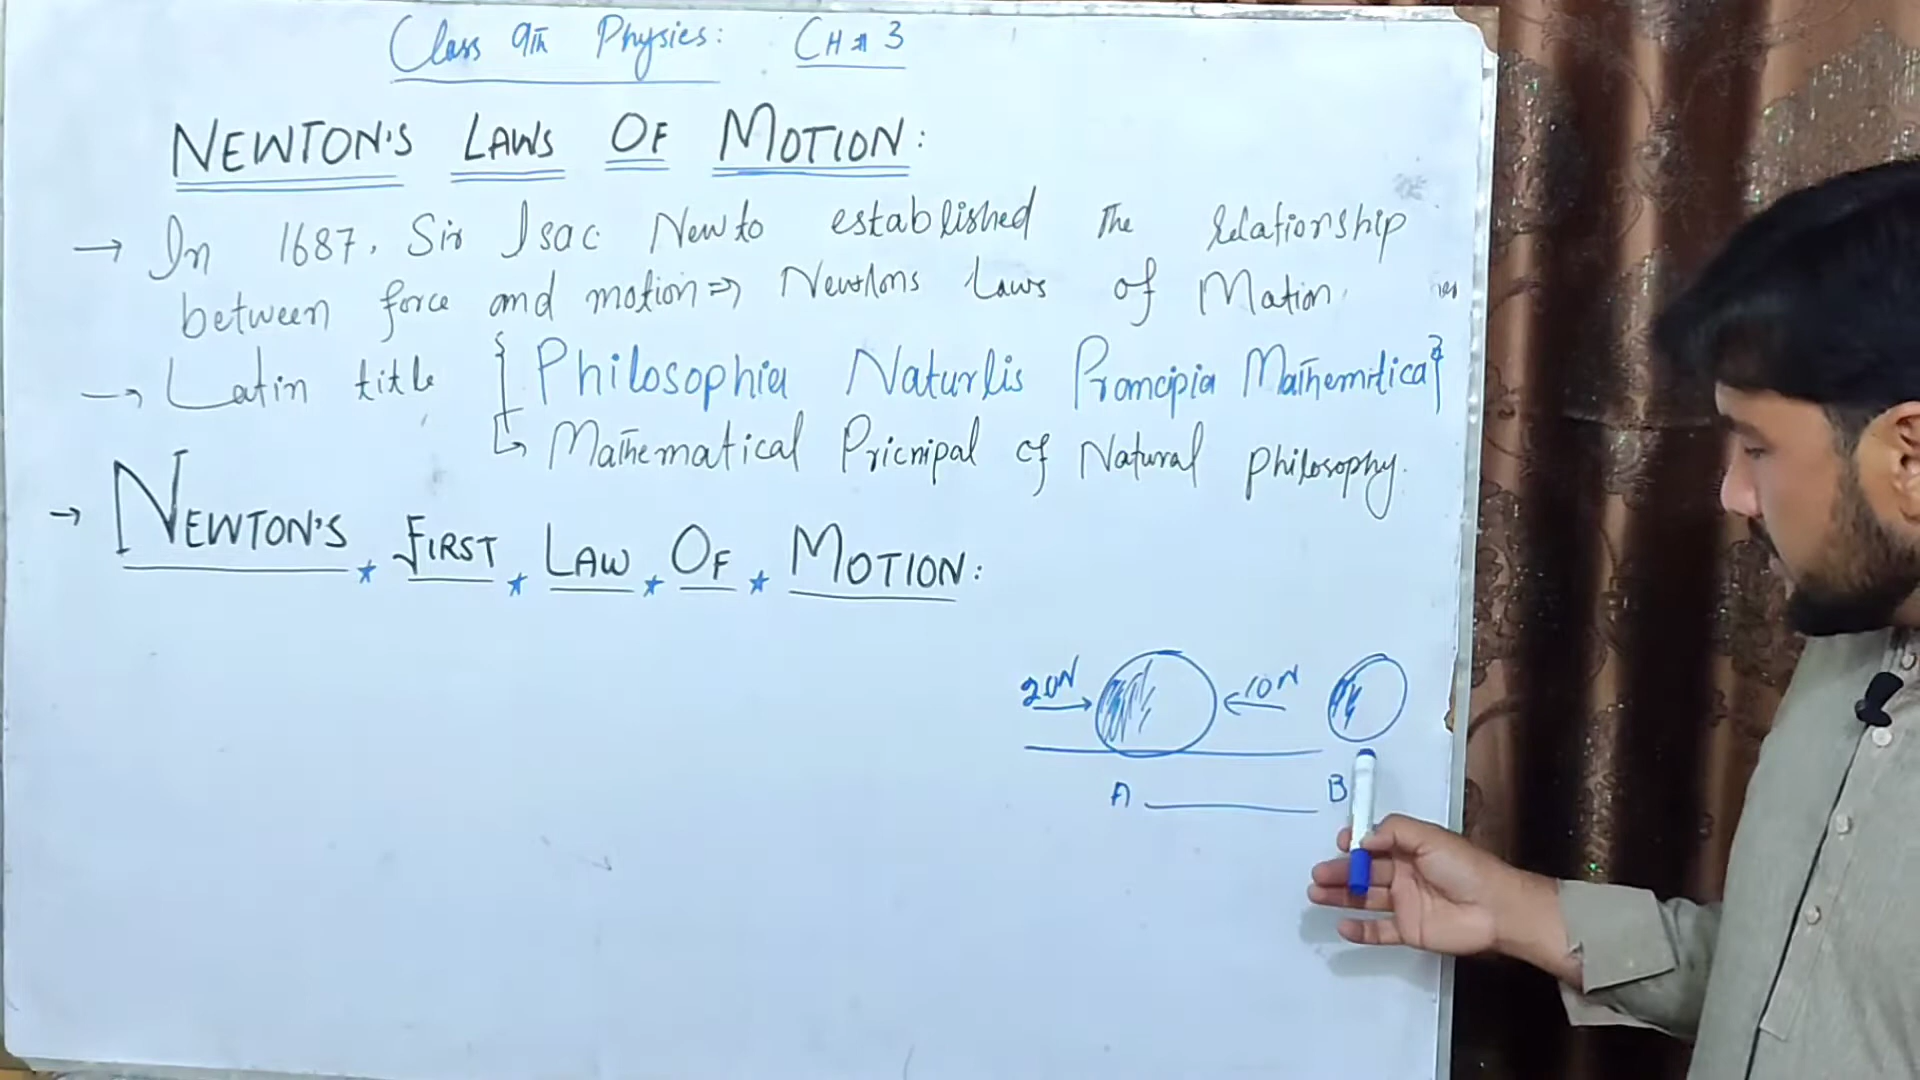 Class 9Th Physics: CH # 3
NEWTON'S LAWS OF MOTION:
→ In 1687, Sir Isac Newto established The relationship
between force and motion ⇒ Newtons Laws of Mation.
→ Latin title { Philosophia Naturlis Promcipia Mathemitica }
↳ Mathematical Pricnipal of Natural philosophy.
→ NEWTON'S * FIRST * LAW * OF * MOTION:
20N 10N
A B